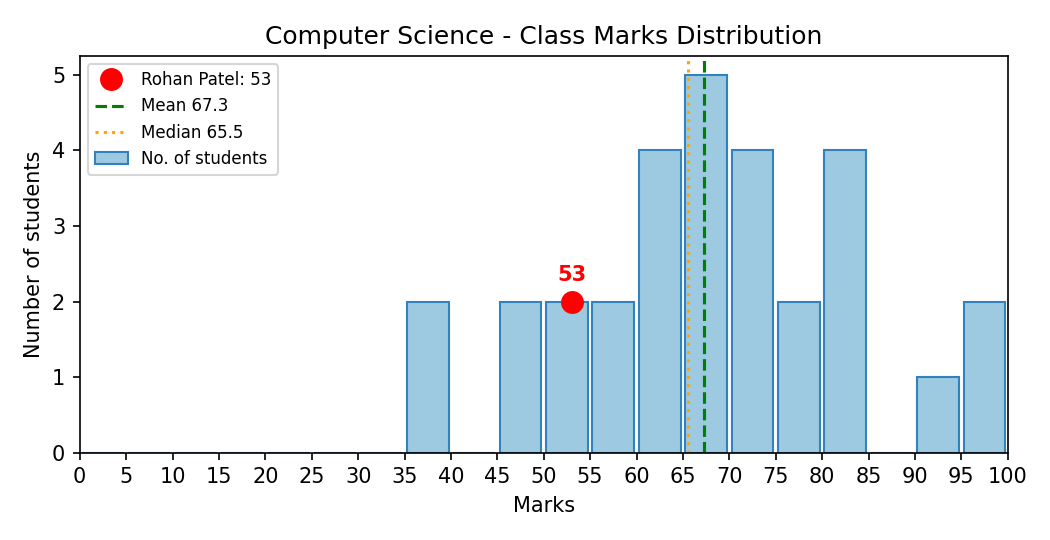 Computer Science - Class Marks Distribution
Rohan Patel: 53
Mean 67.3
Median 65.5
No. of students
53
Number of students
5
4
3
2
1
0
0 5 10 15 20 25 30 35 40 45 50 55 60 65 70 75 80 85 90 95 100
Marks